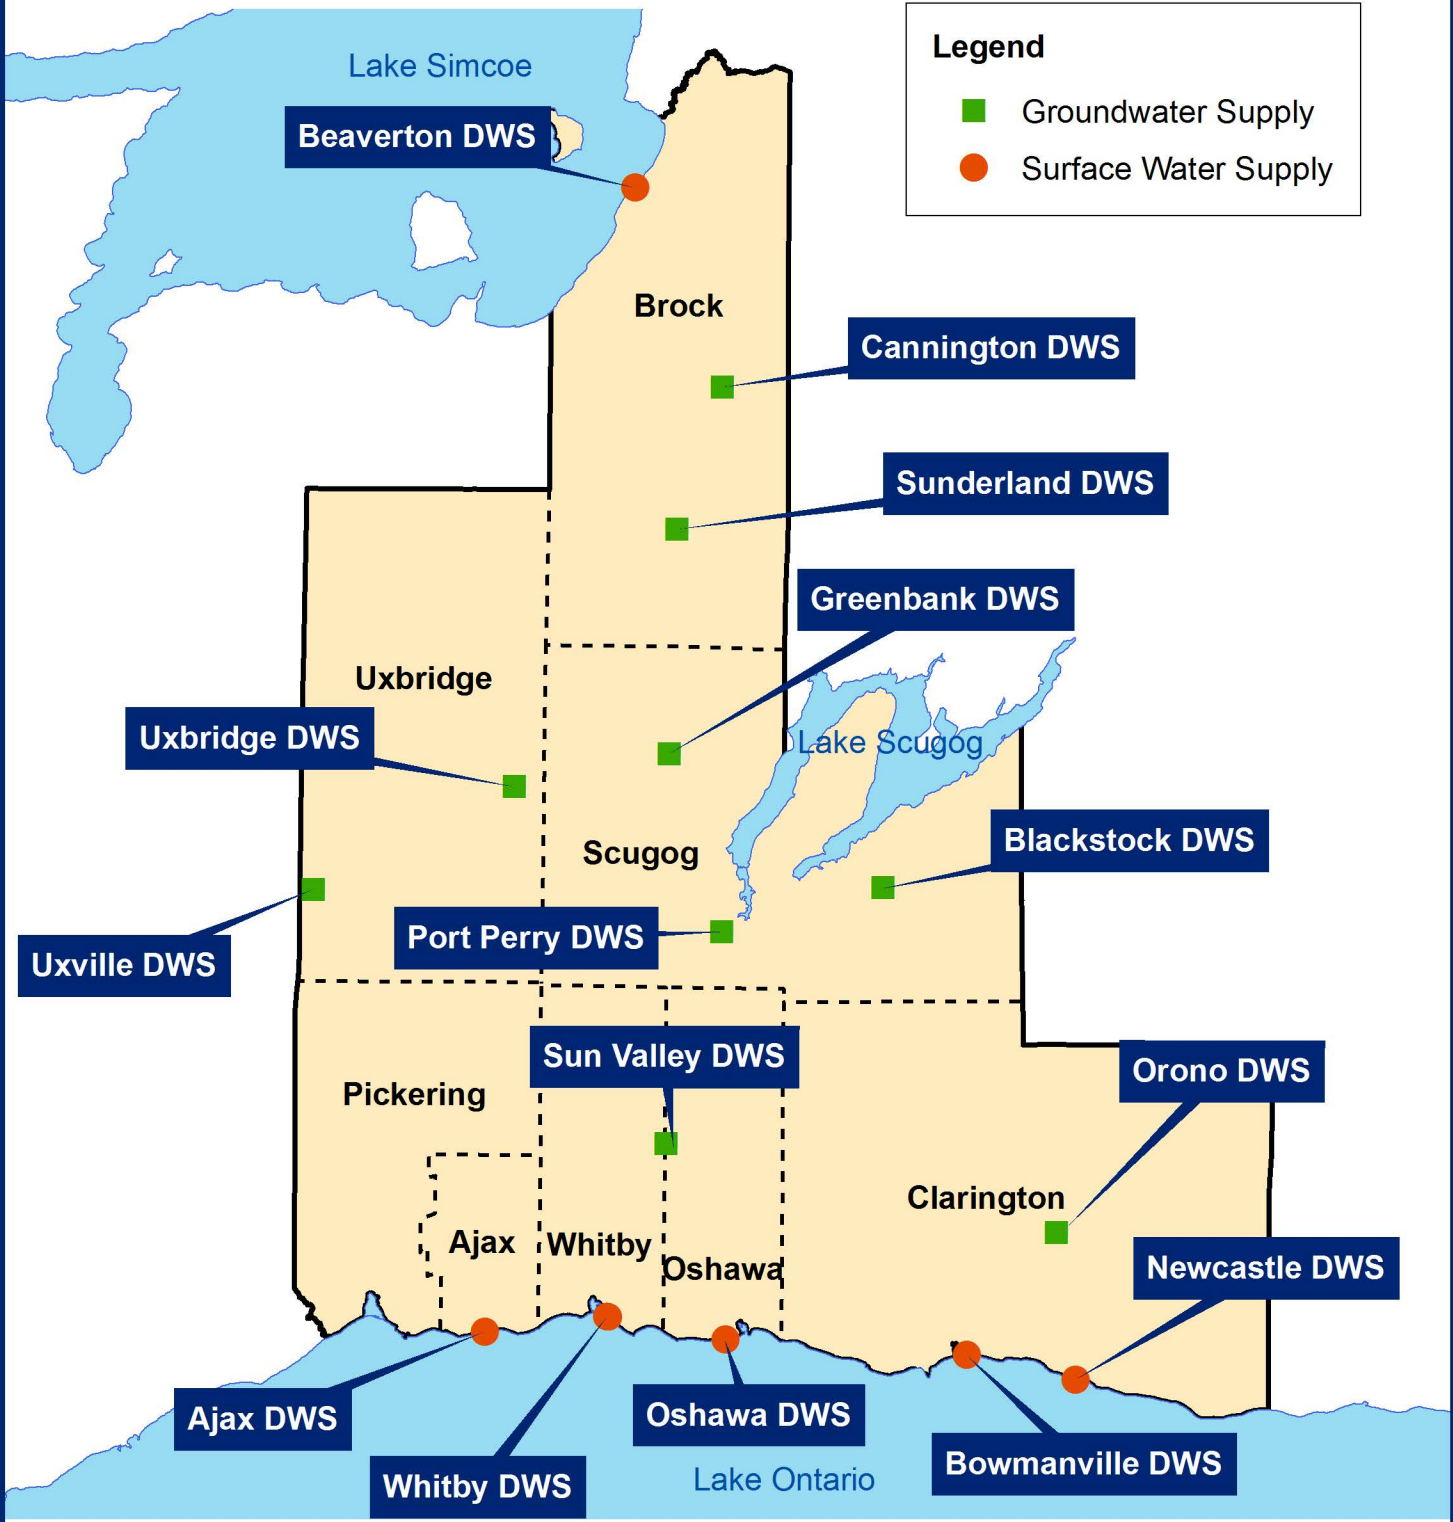 Legend
Groundwater Supply
Surface Water Supply
Lake Simcoe
Beaverton DWS
Brock
Cannington DWS
Sunderland DWS
Greenbank DWS
Uxbridge
Uxbridge DWS
Lake Scugog
Scugog
Blackstock DWS
Port Perry DWS
Uxville DWS
Sun Valley DWS
Orono DWS
Pickering
Clarington
Ajax
Whitby
Oshawa
Newcastle DWS
Ajax DWS
Oshawa DWS
Bowmanville DWS
Whitby DWS
Lake Ontario